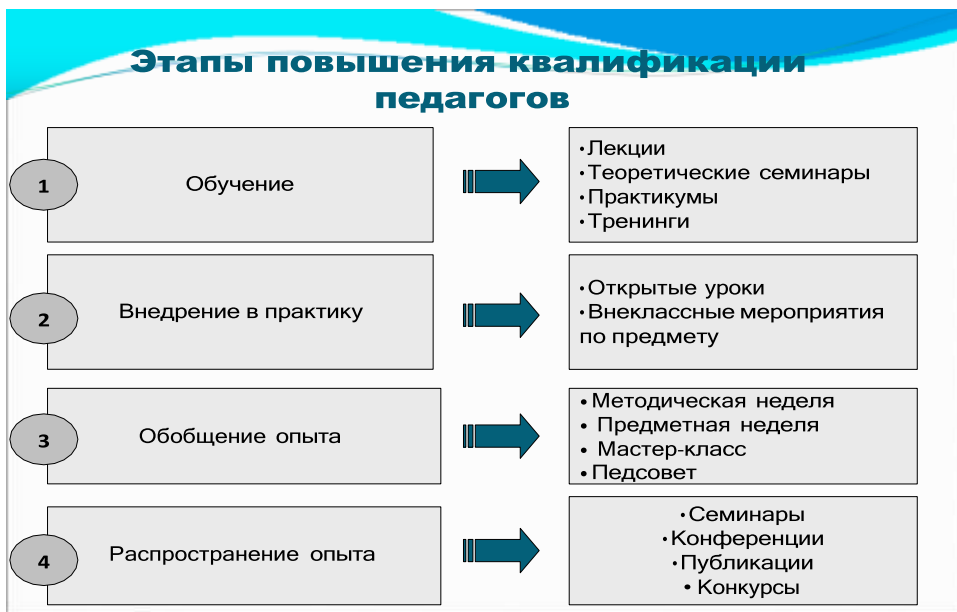 Этапы повышения квалификации
педагогов
1
Обучение
•Лекции
•Теоретические семинары
•Практикумы
•Тренинги
2
Внедрение в практику
•Открытые уроки
•Внеклассные мероприятия
по предмету
3
Обобщение опыта
• Методическая неделя
• Предметная неделя
• Мастер-класс
• Педсовет
4
Распространение опыта
•Семинары
•Конференции
•Публикации
• Конкурсы